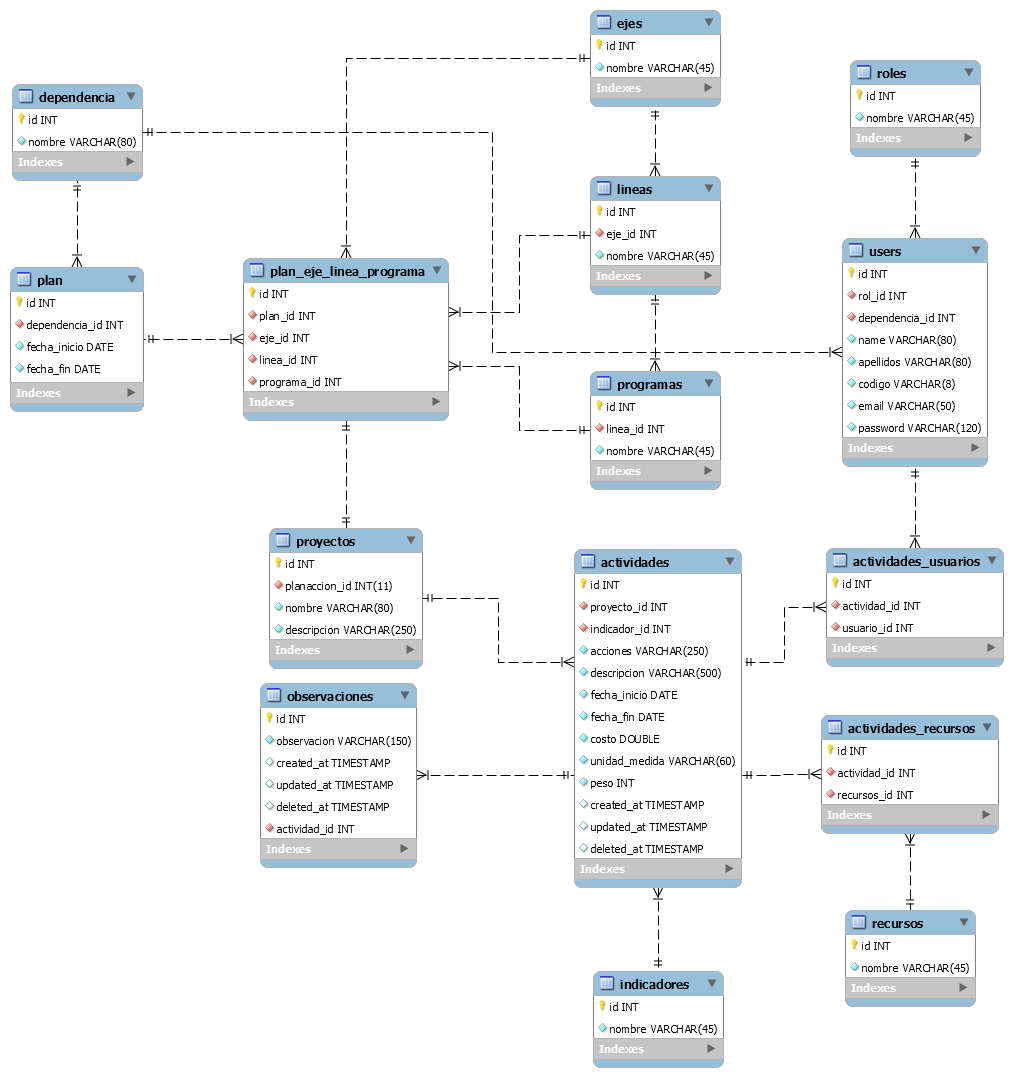 ejes
id INT
nombre VARCHAR(45)
Indexes
roles
id INT
nombre VARCHAR(45)
Indexes
dependencia
id INT
nombre VARCHAR(80)
Indexes
lineas
id INT
eje_id INT
nombre VARCHAR(45)
Indexes
users
id INT
rol_id INT
dependencia_id INT
name VARCHAR(80)
apellidos VARCHAR(80)
codigo VARCHAR(8)
email VARCHAR(50)
password VARCHAR(120)
Indexes
plan
id INT
dependencia_id INT
fecha_inicio DATE
fecha_fin DATE
Indexes
plan_eje_linea_programa
id INT
plan_id INT
eje_id INT
linea_id INT
programa_id INT
Indexes
programas
id INT
linea_id INT
nombre VARCHAR(45)
Indexes
proyectos
id INT
planaccion_id INT(11)
nombre VARCHAR(80)
descripcion VARCHAR(250)
Indexes
actividades
id INT
proyecto_id INT
indicador_id INT
acciones VARCHAR(250)
descripcion VARCHAR(500)
fecha_inicio DATE
fecha_fin DATE
costo DOUBLE
unidad_medida VARCHAR(60)
peso INT
created_at TIMESTAMP
updated_at TIMESTAMP
deleted_at TIMESTAMP
Indexes
actividades_usuarios
id INT
actividad_id INT
usuario_id INT
Indexes
observaciones
id INT
observacion VARCHAR(150)
created_at TIMESTAMP
updated_at TIMESTAMP
deleted_at TIMESTAMP
actividad_id INT
Indexes
actividades_recursos
id INT
actividad_id INT
recursos_id INT
Indexes
recursos
id INT
nombre VARCHAR(45)
Indexes
indicadores
id INT
nombre VARCHAR(45)
Indexes